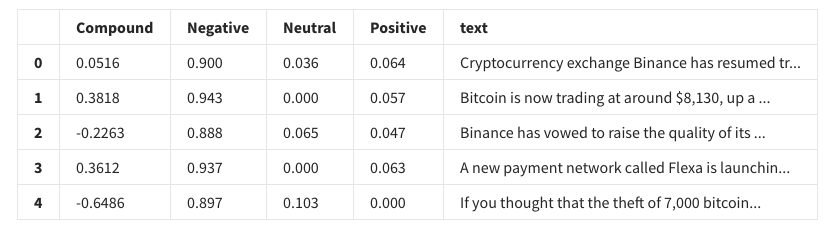 Compound Negative Neutral Positive text
0 0.0516 0.900 0.036 0.064 Cryptocurrency exchange Binance has resumed tr...
1 0.3818 0.943 0.000 0.057 Bitcoin is now trading at around $8,130, up a ...
2 -0.2263 0.888 0.065 0.047 Binance has vowed to raise the quality of its ...
3 0.3612 0.937 0.000 0.063 A new payment network called Flexa is launchin...
4 -0.6486 0.897 0.103 0.000 If you thought that the theft of 7,000 bitcoin...